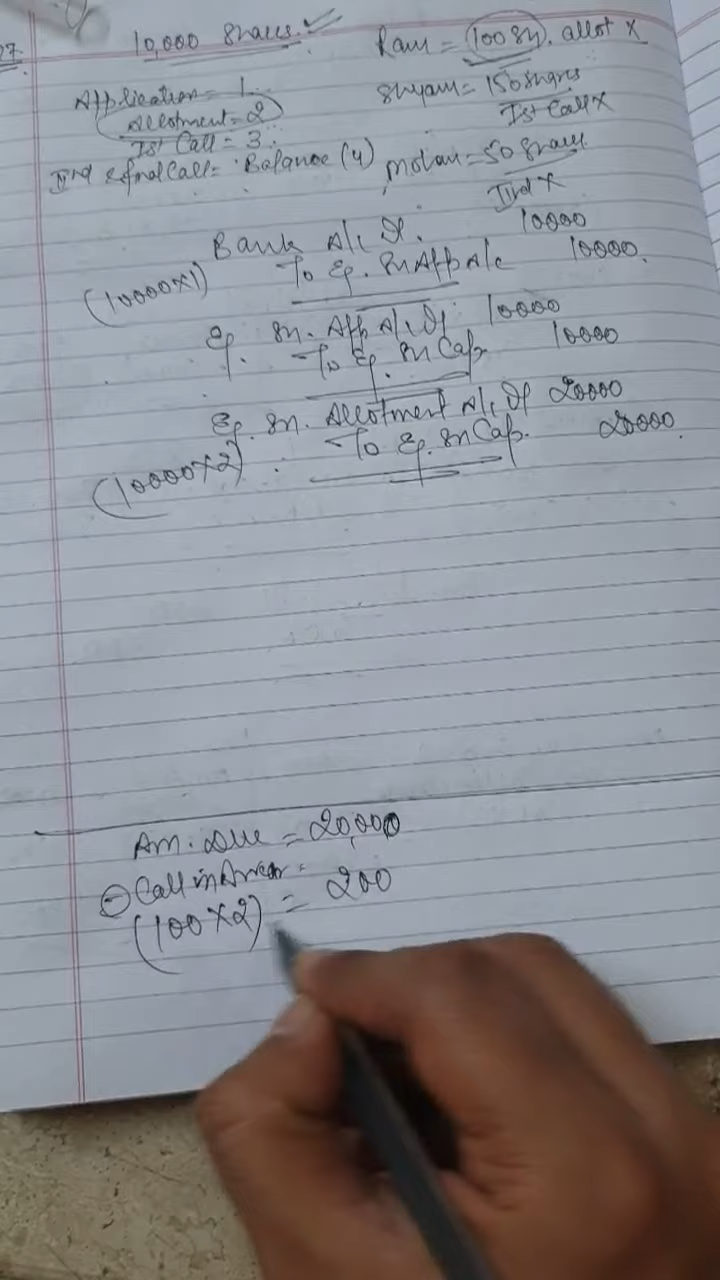 27.
10,000 Shares.
Application = 1.
Allotment = 2
Ist Call = 3.
IInd & final Call = Balance (4)
Ram = 100 Sh. allot X
Shyam = 150 Shares
Ist Call X
Mohan = 50 Shares
IInd X
Bank A/c Dr. 10000
(10000x1) To Eq. Sh App A/c 10000.
Eq. Sh. App A/c Dr 10000
To Eq. Sh Cap. 10000
Eq. Sh. Allotment A/c Dr 20000
(10000x2) To Eq. Sh Cap. 20000.
Am. Due = 20,000
- Call in Arrear
(100x2) = 200